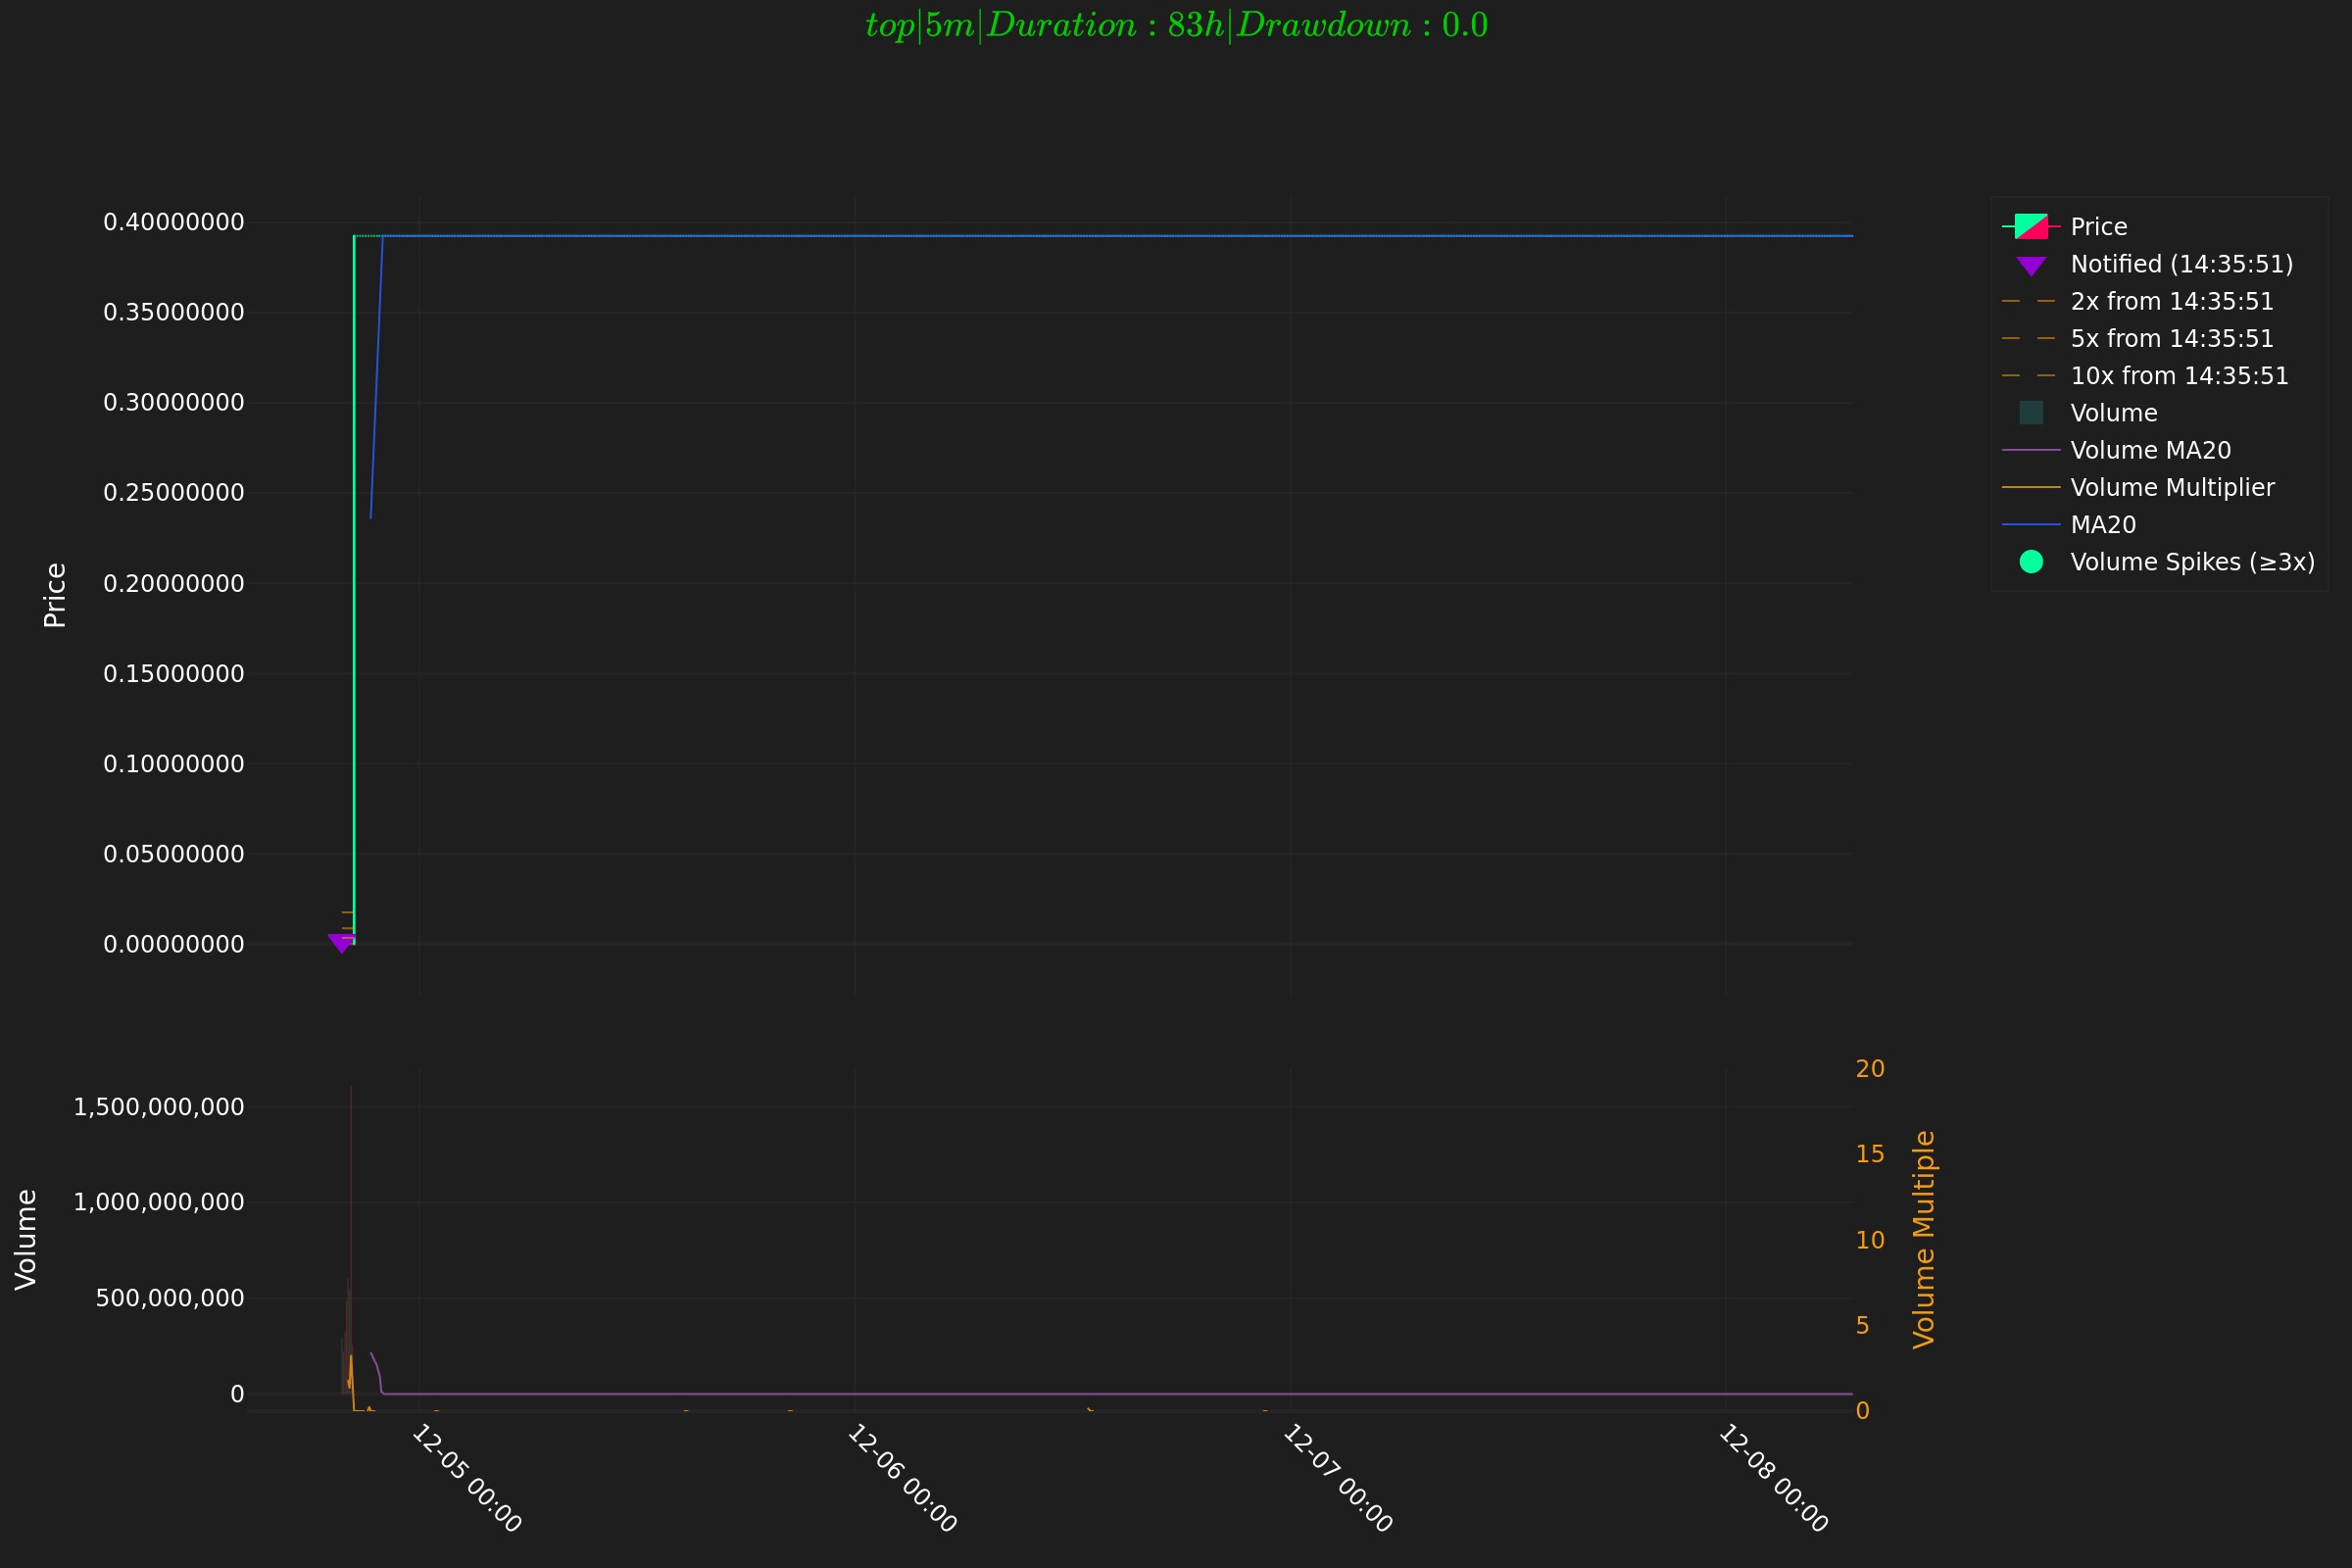 top|5m|Duration : 83h|Drawdown : 0.0
0.40000000
0.35000000
0.30000000
0.25000000
0.20000000
0.15000000
0.10000000
0.05000000
0.00000000
Price
Price
Notified (14:35:51)
2x from 14:35:51
5x from 14:35:51
10x from 14:35:51
Volume
Volume MA20
Volume Multiplier
MA20
Volume Spikes (≥3x)
1,500,000,000
1,000,000,000
500,000,000
0
Volume
20
15
10
5
0
Volume Multiple
12-05 00:00
12-06 00:00
12-07 00:00
12-08 00:00